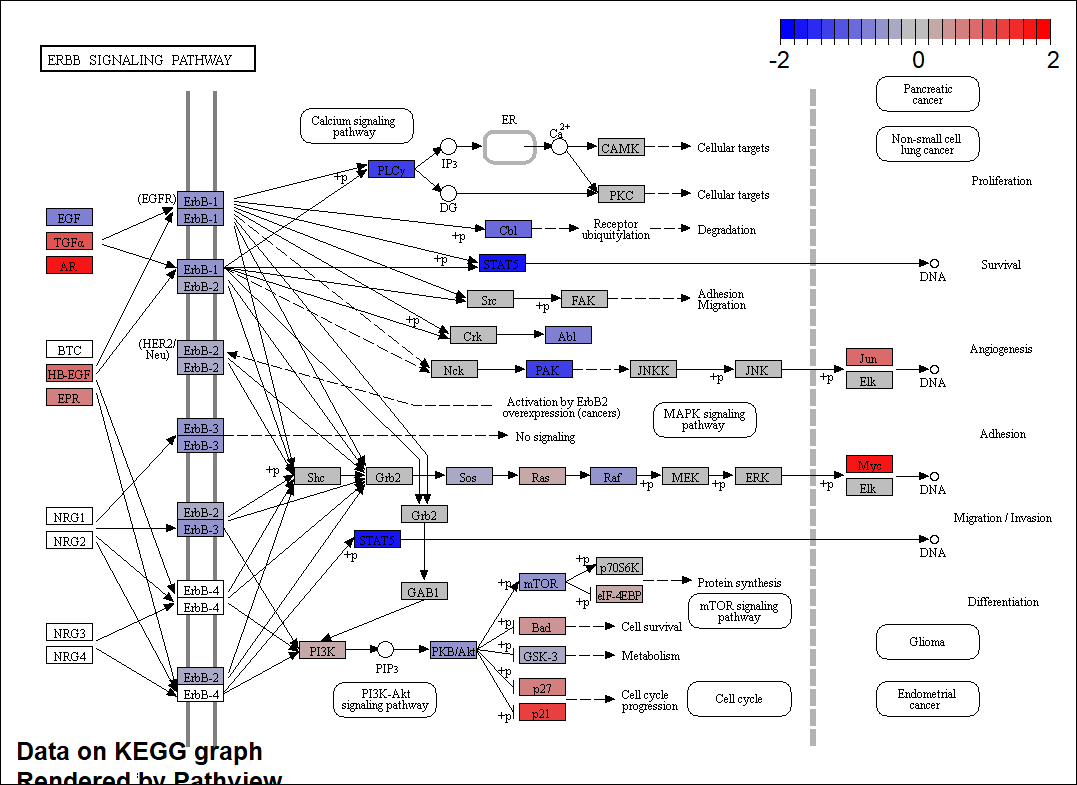 ERBB SIGNALING PATHWAY
-2 0 2
Pancreatic
cancer
Calcium signaling
pathway
ER
Ca2+
Non-small cell
lung cancer
CAMK
Cellular targets
IP3
PLCγ
+p
Proliferation
PKC
Cellular targets
DG
(EGFR)
ErbB-1
ErbB-1
EGF
TGFα
AR
Cbl
+p
Receptor
ubiquitylation
Degradation
ErbB-1
ErbB-2
+p
STAT5
DNA
Survival
Src
+p
FAK
Adhesion
Migration
+p
Crk
Abl
BTC
HB-EGF
EPR
(HER2/
Neu)
ErbB-2
ErbB-2
Nck
PAK
JNKK
+p
JNK
+p
Jun
Elk
DNA
Angiogenesis
Activation by ErbB2
overexpression (cancers)
MAPK signaling
pathway
ErbB-3
ErbB-3
No signaling
Adhesion
+p
Shc
Grb2
Sos
Ras
Raf
+p
MEK
+p
ERK
+p
Myc
Elk
DNA
NRG1
NRG2
ErbB-2
ErbB-3
Grb2
Migration / Invasion
STAT5
+p
DNA
ErbB-4
ErbB-4
GAB1
+p
mTOR
+p
p70S6K
+p
eIF-4EBP
Protein synthesis
mTOR signaling
pathway
Differentiation
NRG3
NRG4
PI3K
PIP3
PKB/Akt
+p
Bad
Cell survival
+p
GSK-3
Metabolism
Glioma
ErbB-2
ErbB-4
PI3K-Akt
signaling pathway
+p
p27
+p
p21
Cell cycle
progression
Cell cycle
Endometrial
cancer
Data on KEGG graph
Rendered by Pathview